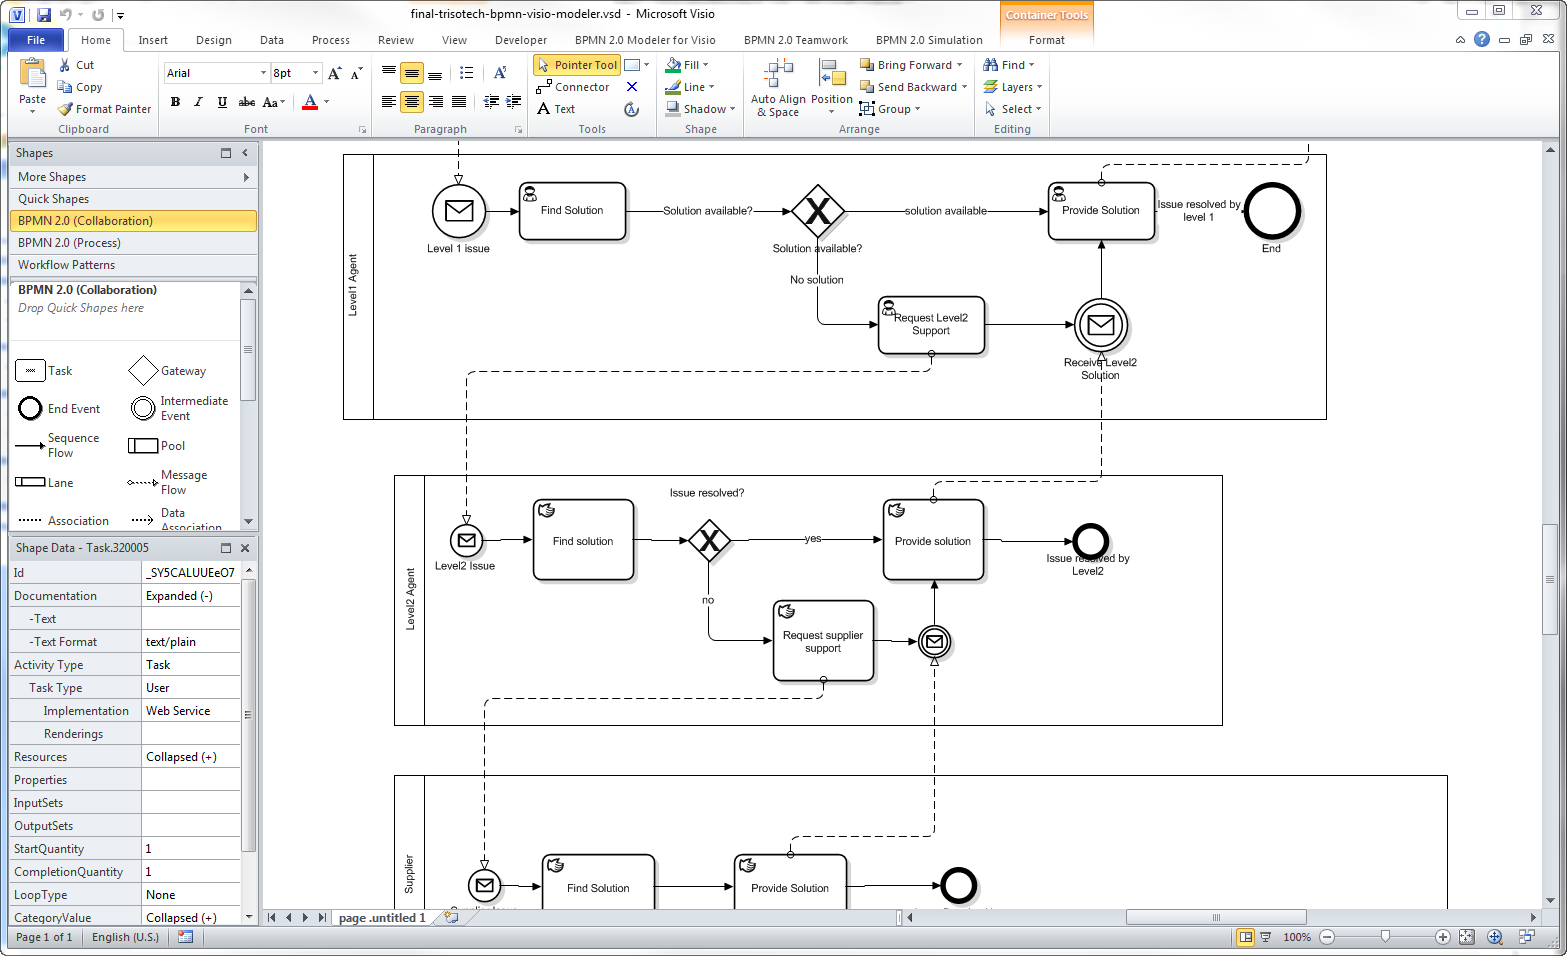 final-trisotech-bpmn-visio-modeler.vsd - Microsoft Visio
Container Tools
File
Home
Insert
Design
Data
Process
Review
View
Developer
BPMN 2.0 Modeler for Visio
BPMN 2.0 Teamwork
BPMN 2.0 Simulation
Format
Paste
Cut
Copy
Format Painter
Clipboard
Arial
8pt
B I U abc Aa A
Font
Paragraph
Pointer Tool
Connector
A Text
Tools
Fill
Line
Shadow
Shape
Auto Align
& Space
Position
Bring Forward
Send Backward
Group
Arrange
Find
Layers
Select
Editing
Shapes
More Shapes
Quick Shapes
BPMN 2.0 (Collaboration)
BPMN 2.0 (Process)
Workflow Patterns
BPMN 2.0 (Collaboration)
Drop Quick Shapes here
Task
Gateway
End Event
Intermediate
Event
Sequence
Flow
Pool
Lane
Message
Flow
Association
Data
Association
Shape Data - Task.320005
Id _SY5CALUUEeO7
Documentation Expanded (-)
-Text
-Text Format text/plain
Activity Type Task
Task Type User
Implementation Web Service
Renderings
Resources Collapsed (+)
Properties
InputSets
OutputSets
StartQuantity 1
CompletionQuantity 1
LoopType None
CategoryValue Collapsed (+)
Level1 Agent
Level 1 issue
Find Solution
Solution available?
Solution available?
solution available
No solution
Provide Solution
Issue resolved by
level 1
End
Request Level2
Support
Receive Level2
Solution
Level2 Agent
Level2 Issue
Find solution
Issue resolved?
yes
no
Provide solution
Issue resolved by
Level2
Request supplier
support
Supplier
Find Solution
Provide Solution
page .untitled 1
Page 1 of 1
English (U.S.)
100%